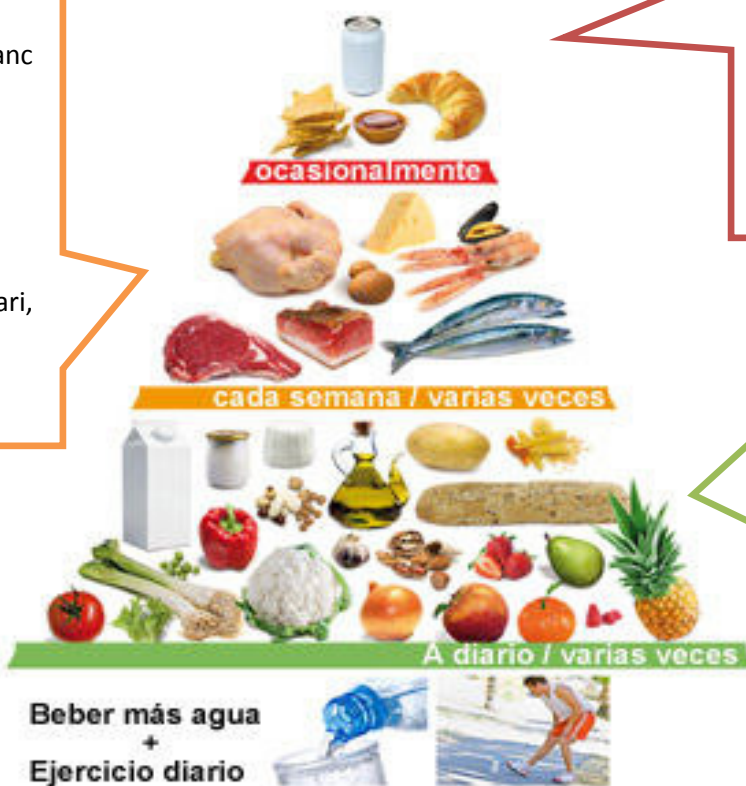 anc
ocasionalmente
ari,
cada semana / varias veces
A diario / varias veces
Beber más agua
+
Ejercicio diario